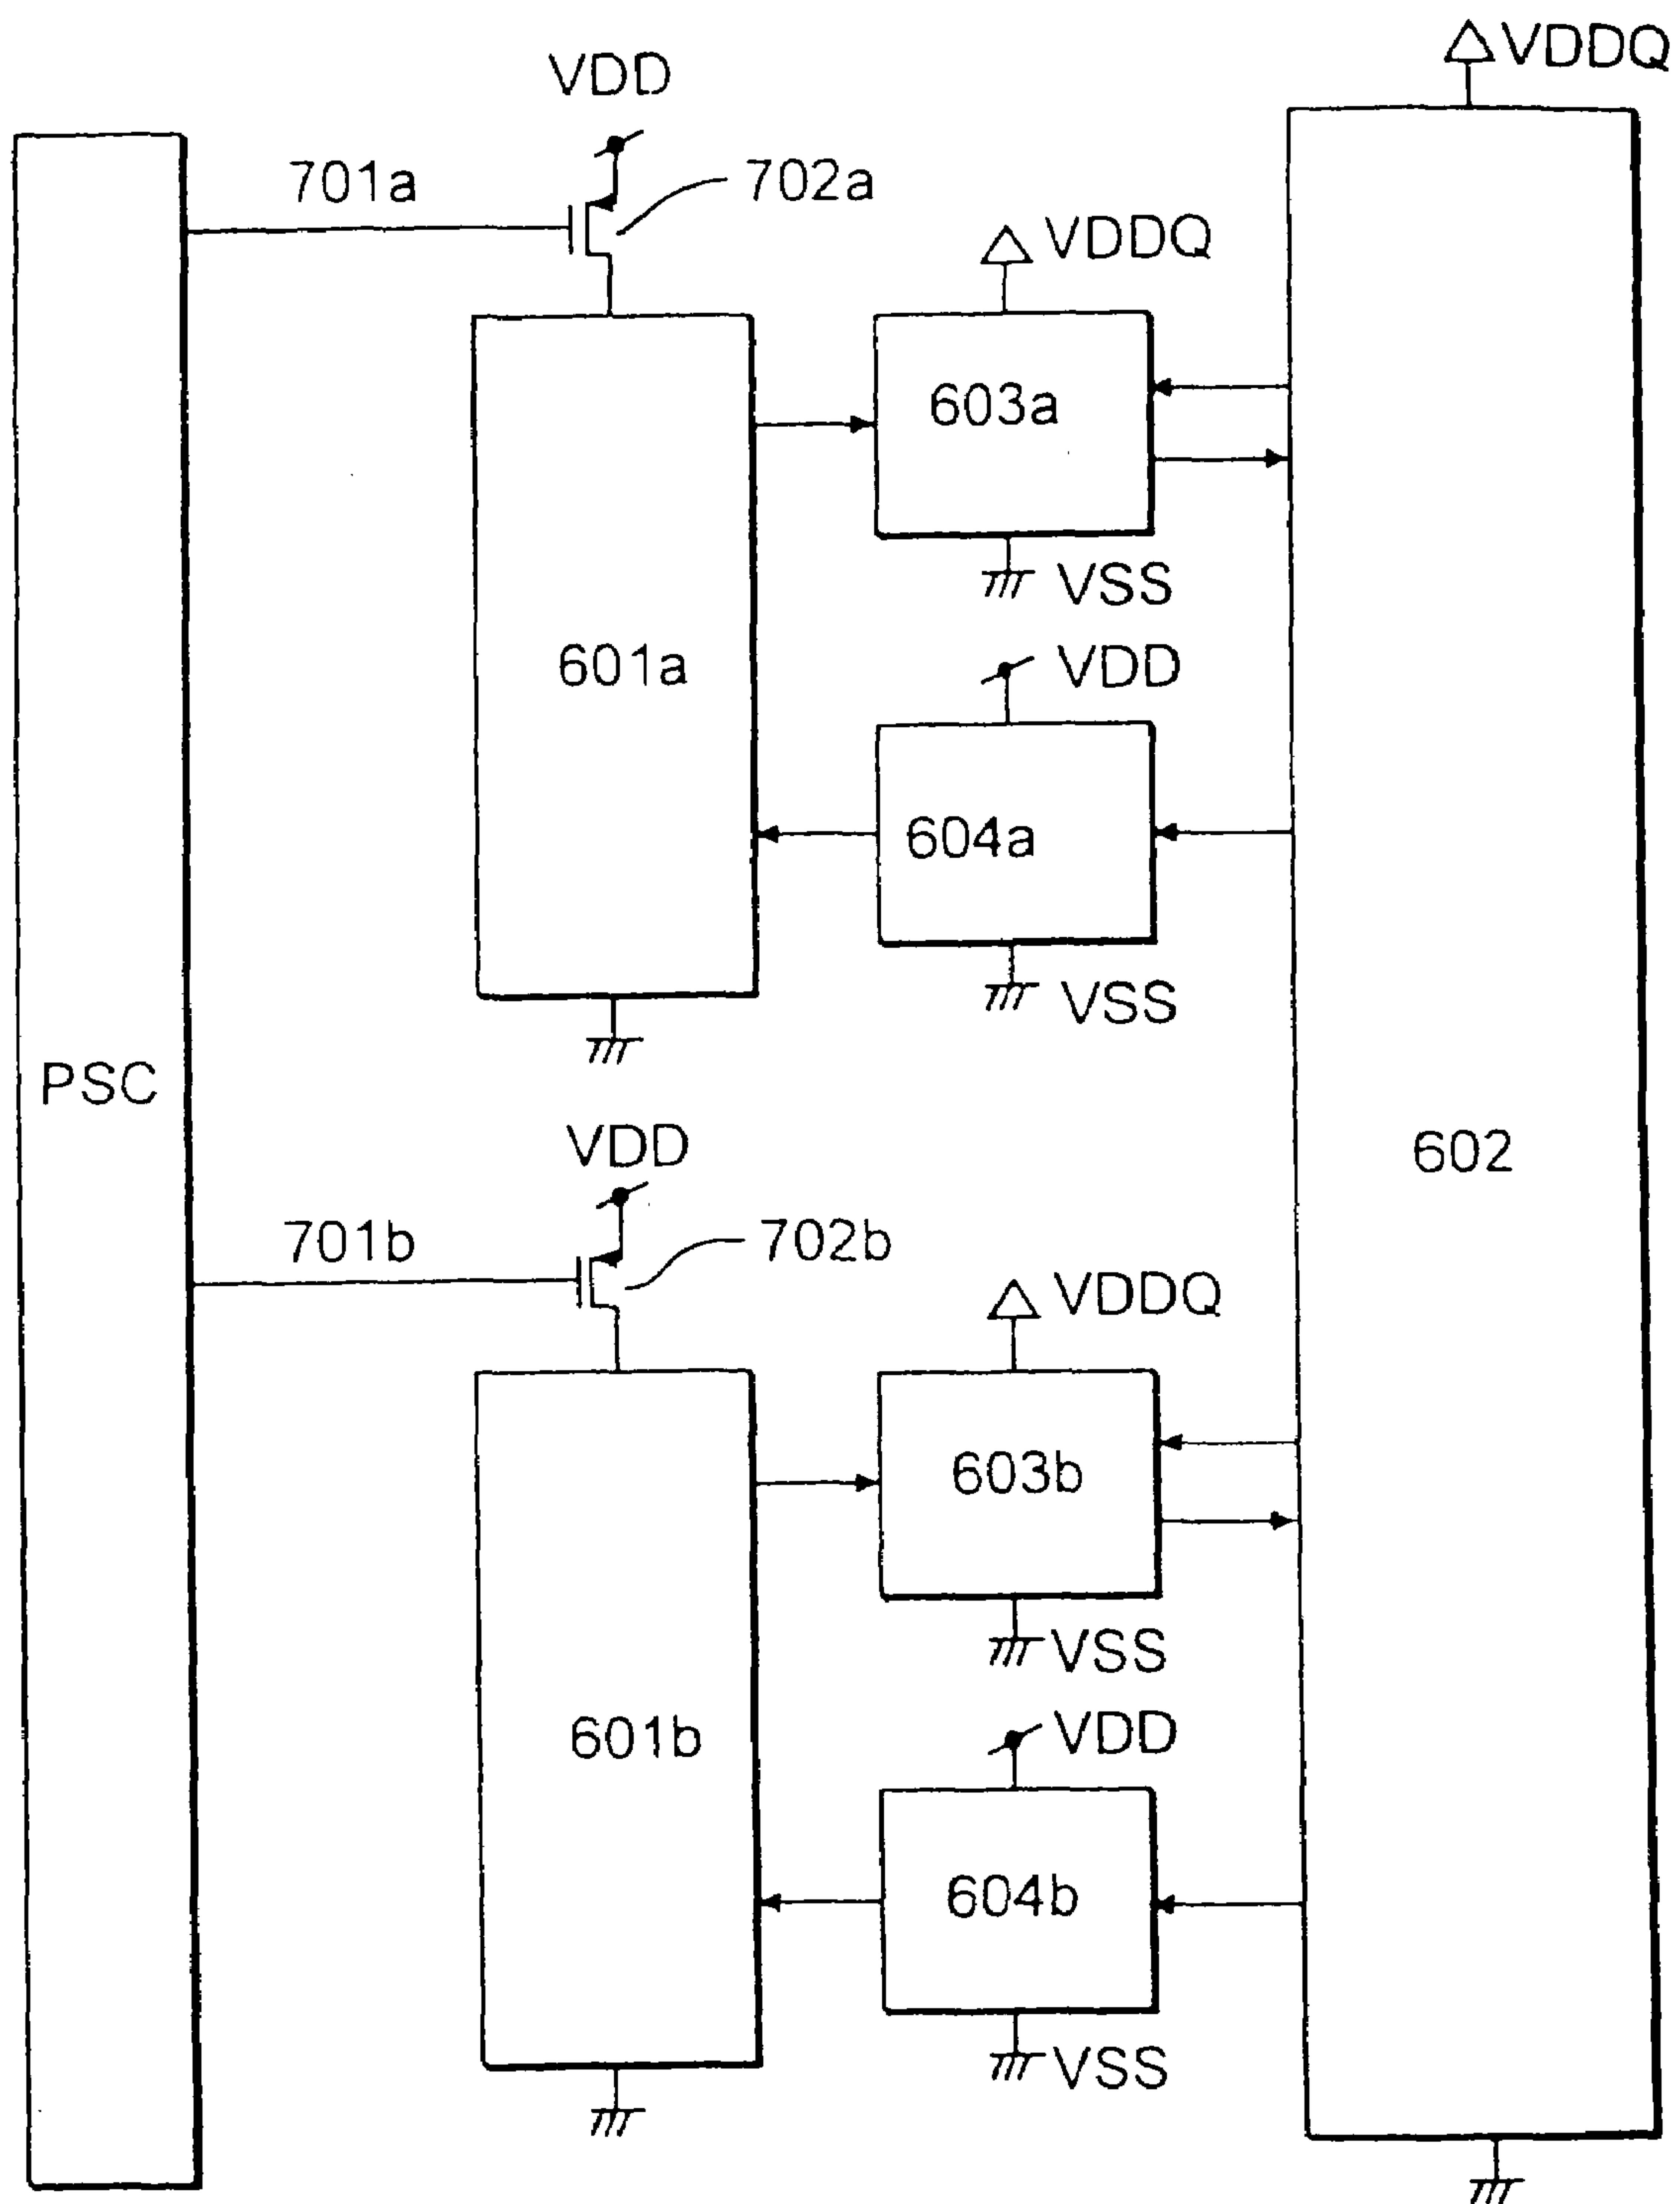 VDDQ
VDD
701a
702a
VDDQ
603a
VSS
601a
VDD
604a
VSS
PSC
VDD
602
701b
702b
VDDQ
603b
VSS
601b
VDD
604b
VSS